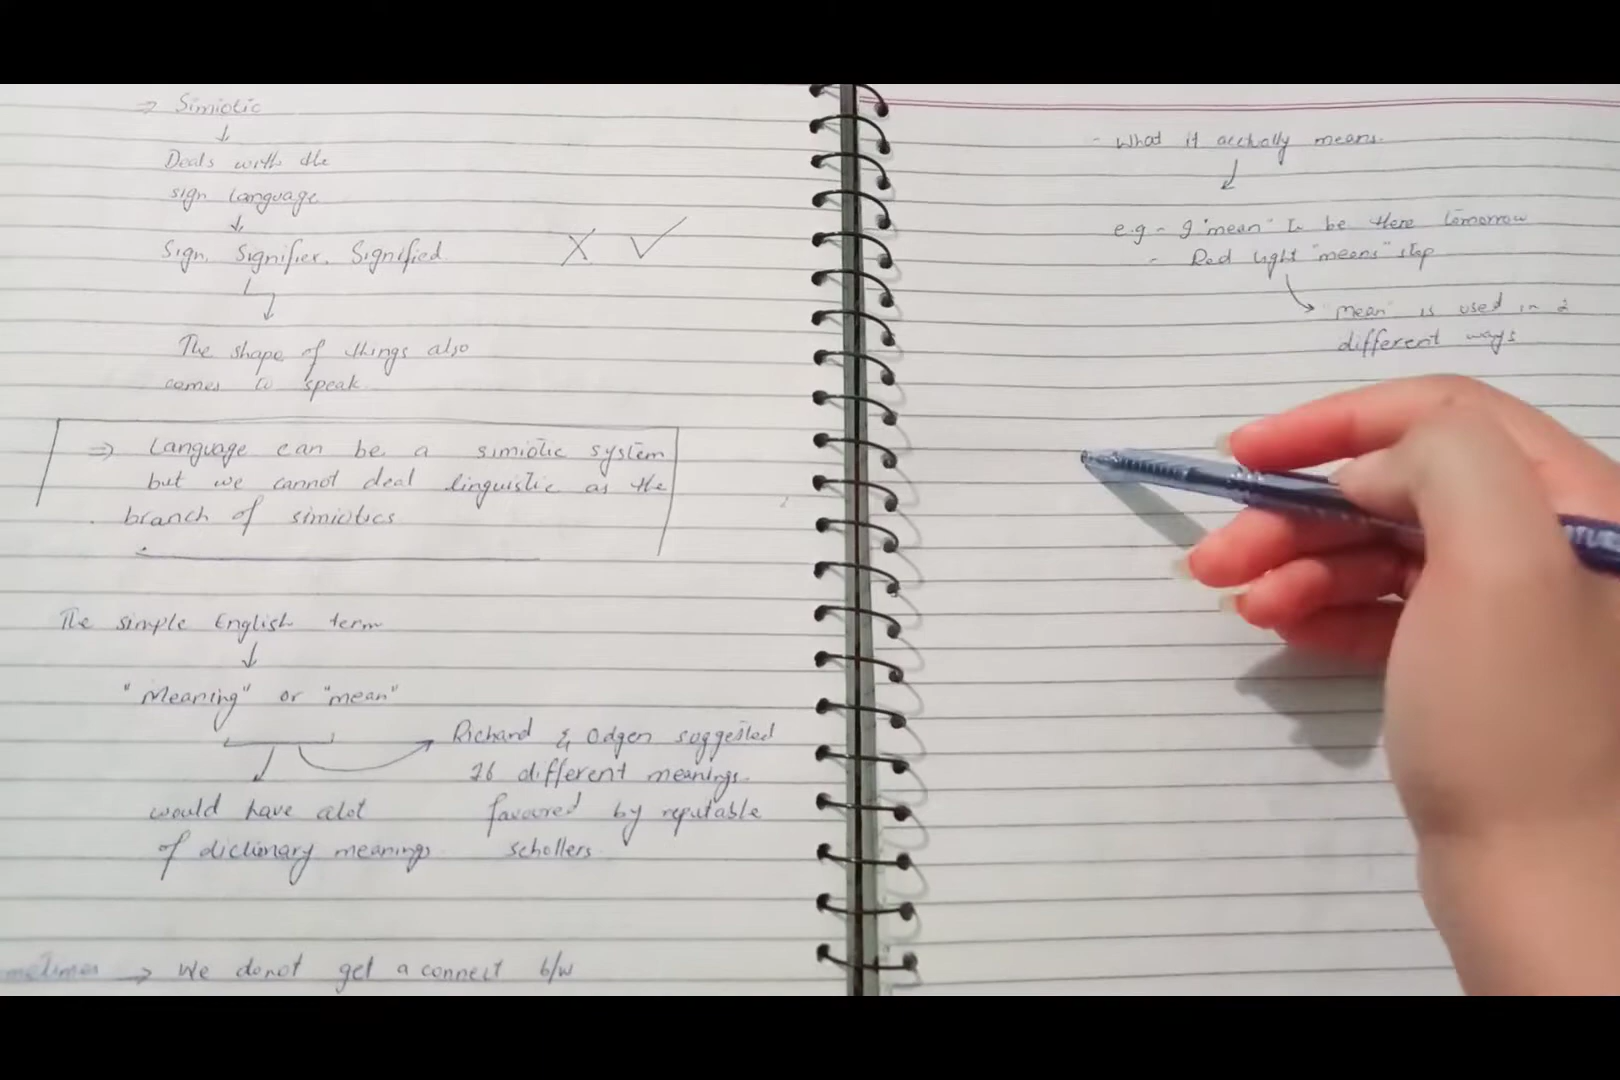 ⇒ Simiotic
↓
Deals with the
sign language
↓
Sign, Signifier, Signified. X ✓
The shape of things also
comes to speak
⇒ Language can be a simiotic system
but we cannot deal linguistic as the
branch of simiotics
The simple English term
↓
"Meaning" or "mean"
would have alot
of dictionary meanings
Richard & Odgen suggested
26 different meanings
favoured by reputable
schollers
→ We donot get a connect b/w
- What it acctually means.
↓
e.g - I "mean" to be there tomorrow
- Red light "means" stop
"mean" is used in 2
different ways